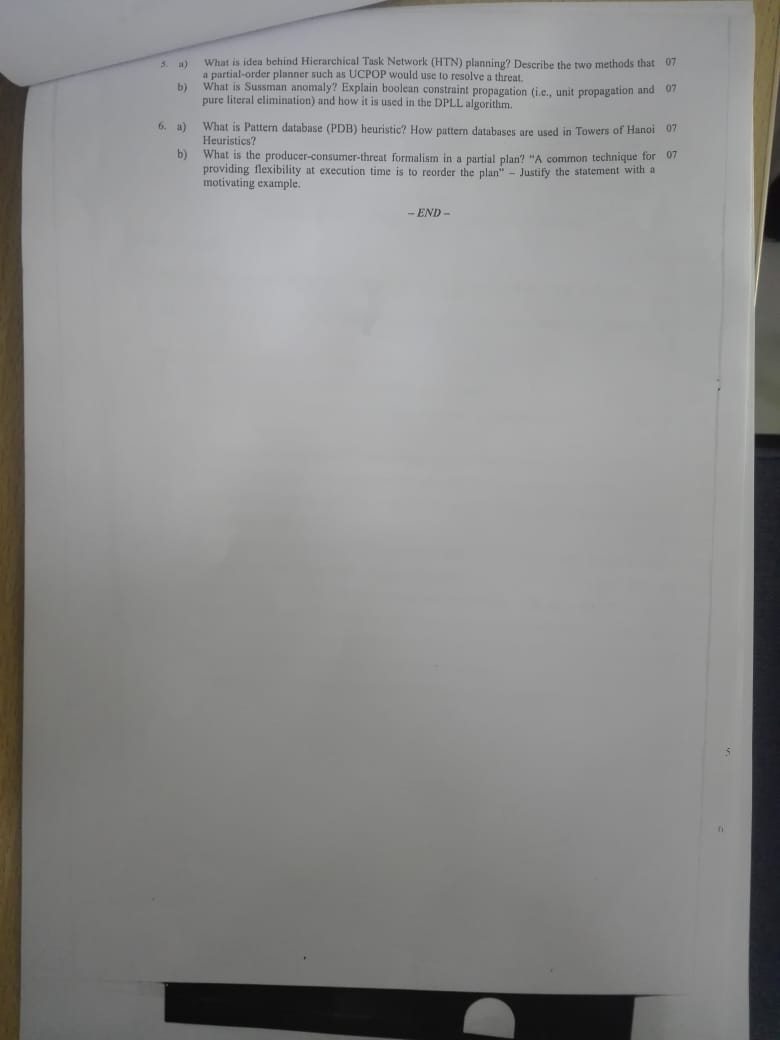 5. a) What is idea behind Hierarchical Task Network (HTN) planning? Describe the two methods that 07
a partial-order planner such as UCPOP would use to resolve a threat.
b) What is Sussman anomaly? Explain boolean constraint propagation (i.e., unit propagation and 07
pure literal elimination) and how it is used in the DPLL algorithm.
6. a) What is Pattern database (PDB) heuristic? How pattern databases are used in Towers of Hanoi 07
Heuristics?
b) What is the producer-consumer-threat formalism in a partial plan? "A common technique for 07
providing flexibility at execution time is to reorder the plan" – Justify the statement with a
motivating example.
– END –
5